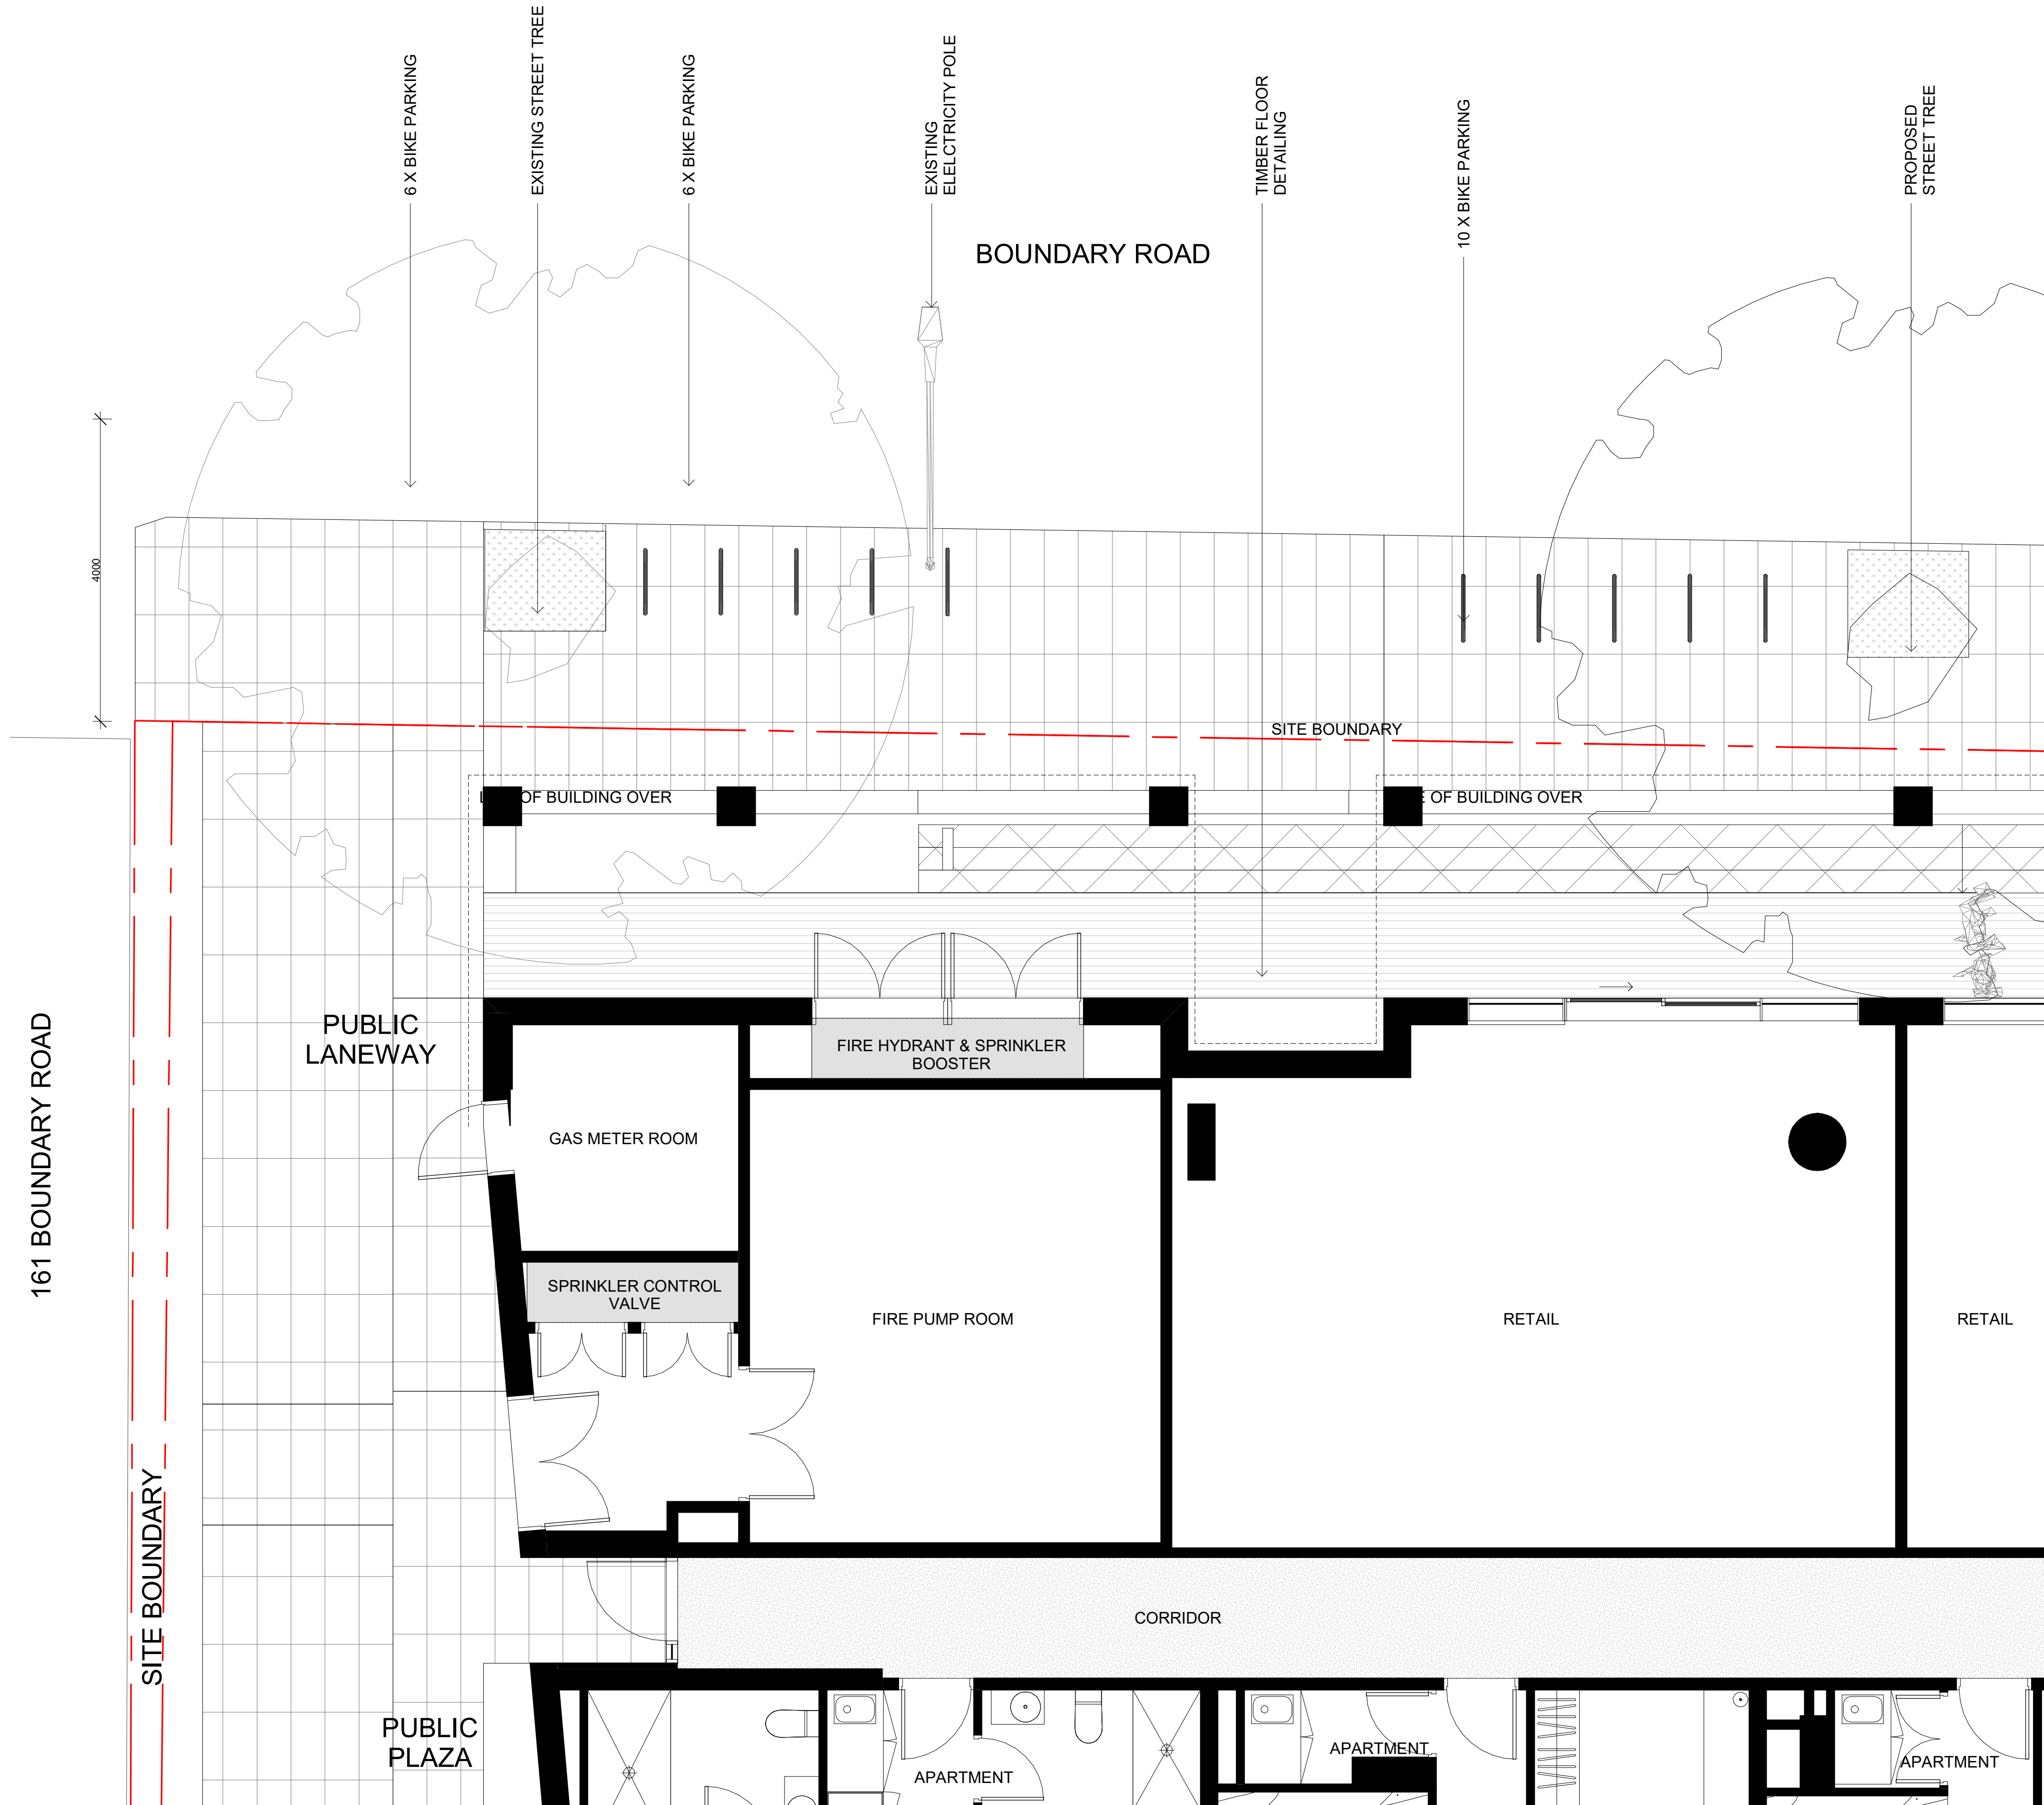 6 X BIKE PARKING
EXISTING STREET TREE
6 X BIKE PARKING
EXISTING
ELELCTRICITY POLE
TIMBER FLOOR
DETAILING
10 X BIKE PARKING
PROPOSED
STREET TREE
BOUNDARY ROAD
4000
SITE BOUNDARY
OF BUILDING OVER
OF BUILDING OVER
PUBLIC
LANEWAY
161 BOUNDARY ROAD
FIRE HYDRANT & SPRINKLER
BOOSTER
GAS METER ROOM
SPRINKLER CONTROL
VALVE
FIRE PUMP ROOM
RETAIL
RETAIL
SITE BOUNDARY
CORRIDOR
PUBLIC
PLAZA
APARTMENT
APARTMENT
APARTMENT